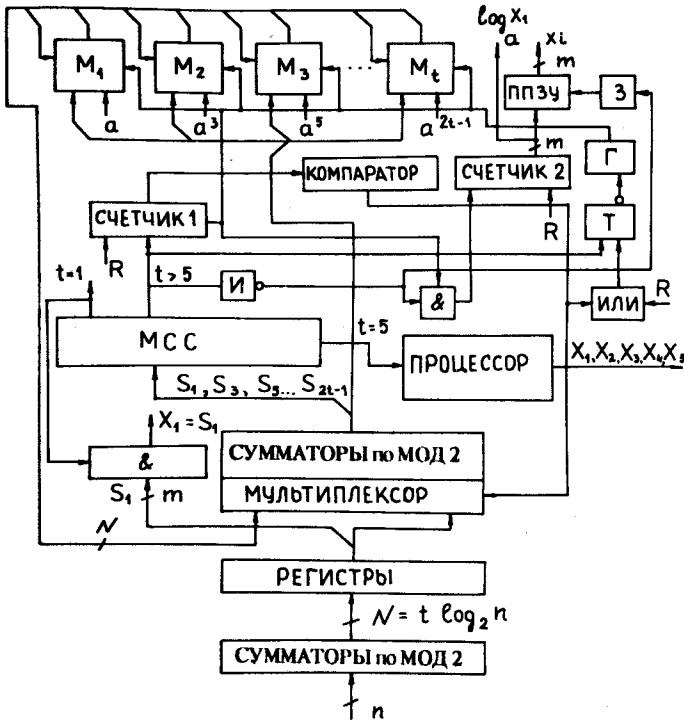 log X₁
a
xi
m
M₁
M₂
M₃
...
Mₜ
ППЗУ
З
a
a³
a⁵
a²ᵗ⁻¹
m
Г
КОМПАРАТОР
СЧЕТЧИК 2
СЧЕТЧИК 1
R
R
Т
t=1
t>5
И
&
ИЛИ
R
МСС
t=5
ПРОЦЕССОР
X₁,X₂,X₃,X₄,X₅
S₁, S₃, S₅... S₂ₜ₋₁
X₁ = S₁
&
S₁ m
СУММАТОРЫ по МОД 2
МУЛЬТИПЛЕКСОР
N
РЕГИСТРЫ
N = t log₂ n
СУММАТОРЫ по МОД 2
n